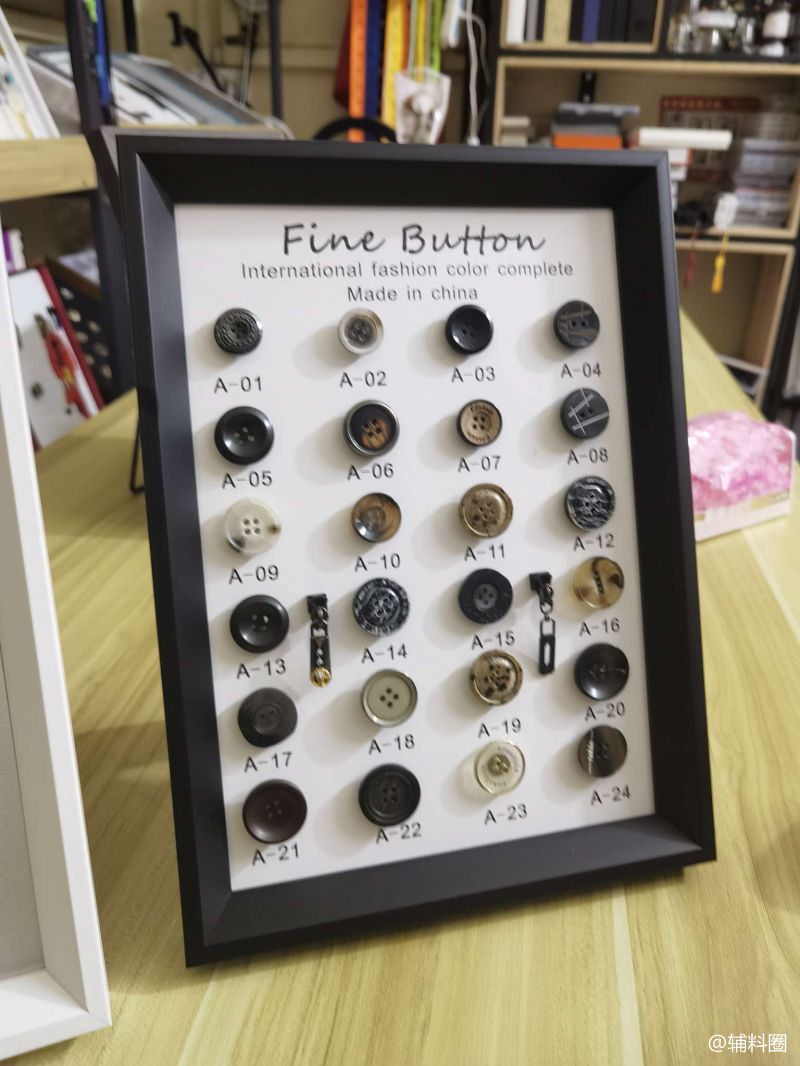 Fine Button
International fashion color complete
Made in china
A-01 A-02 A-03 A-04
A-05 A-06 A-07 A-08
A-09 A-10 A-11 A-12
A-13 A-14 A-15 A-16
A-17 A-18 A-19 A-20
A-21 A-22 A-23 A-24
@辅料圈